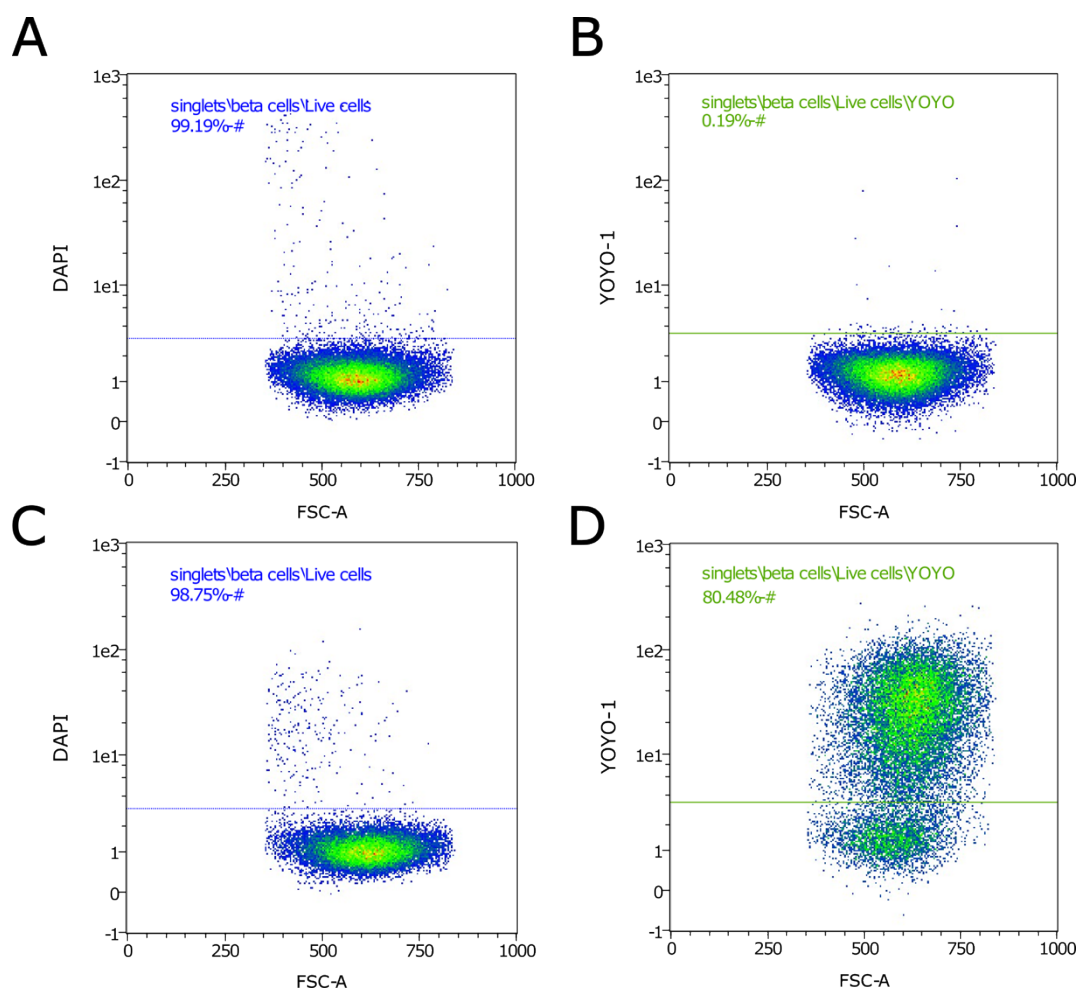 A
1e3
singlets\beta cells\Live cells
99.19%-#
1e2
DAPI
1e1
1
0
-1
0 250 500 750 1000
FSC-A
B
1e3
singlets\beta cells\Live cells\YOYO
0.19%-#
1e2
YOYO-1
1e1
1
0
-1
0 250 500 750 1000
FSC-A
C
1e3
singlets\beta cells\Live cells
98.75%-#
1e2
DAPI
1e1
1
0
-1
0 250 500 750 1000
FSC-A
D
1e3
singlets\beta cells\Live cells\YOYO
80.48%-#
1e2
YOYO-1
1e1
1
0
-1
0 250 500 750 1000
FSC-A